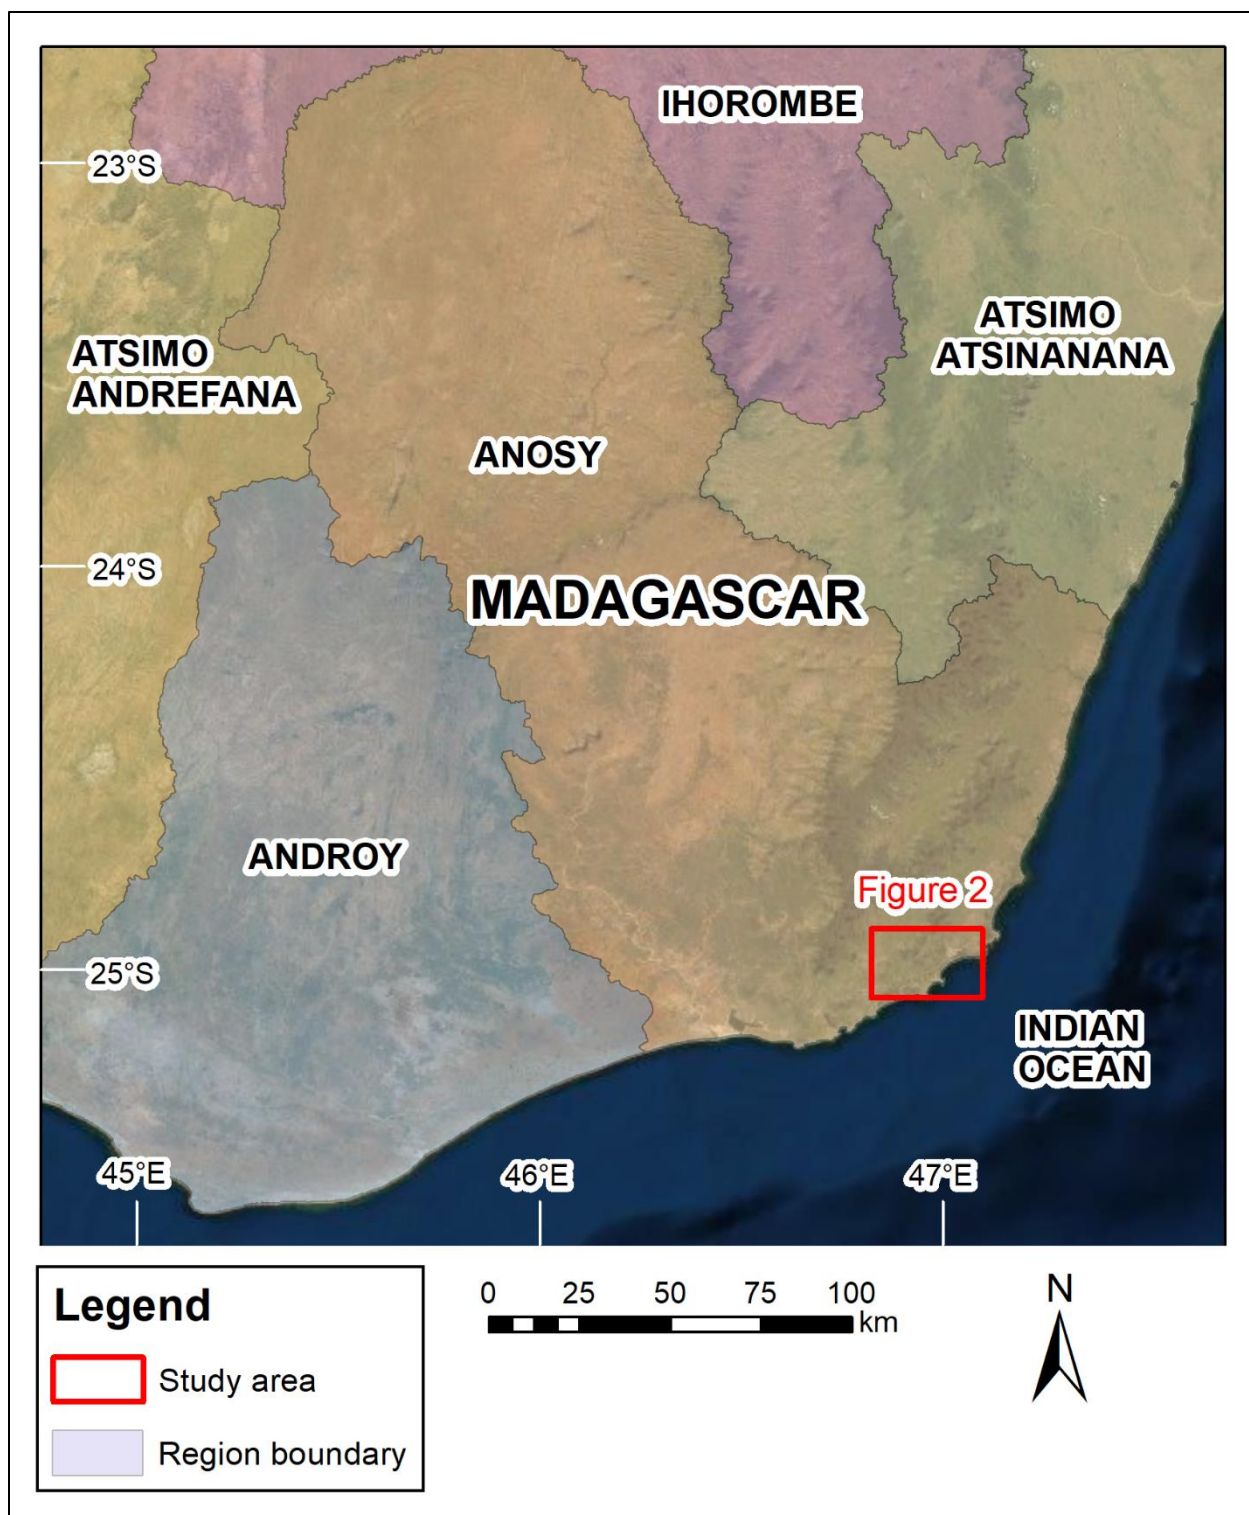 IHOROMBE
23°S
ATSIMO
ATSINANANA
ATSIMO
ANDREFANA
ANOSY
24°S
MADAGASCAR
ANDROY
Figure 2
25°S
INDIAN
OCEAN
45°E
46°E
47°E
Legend
Study area
Region boundary
0 25 50 75 100
km
N